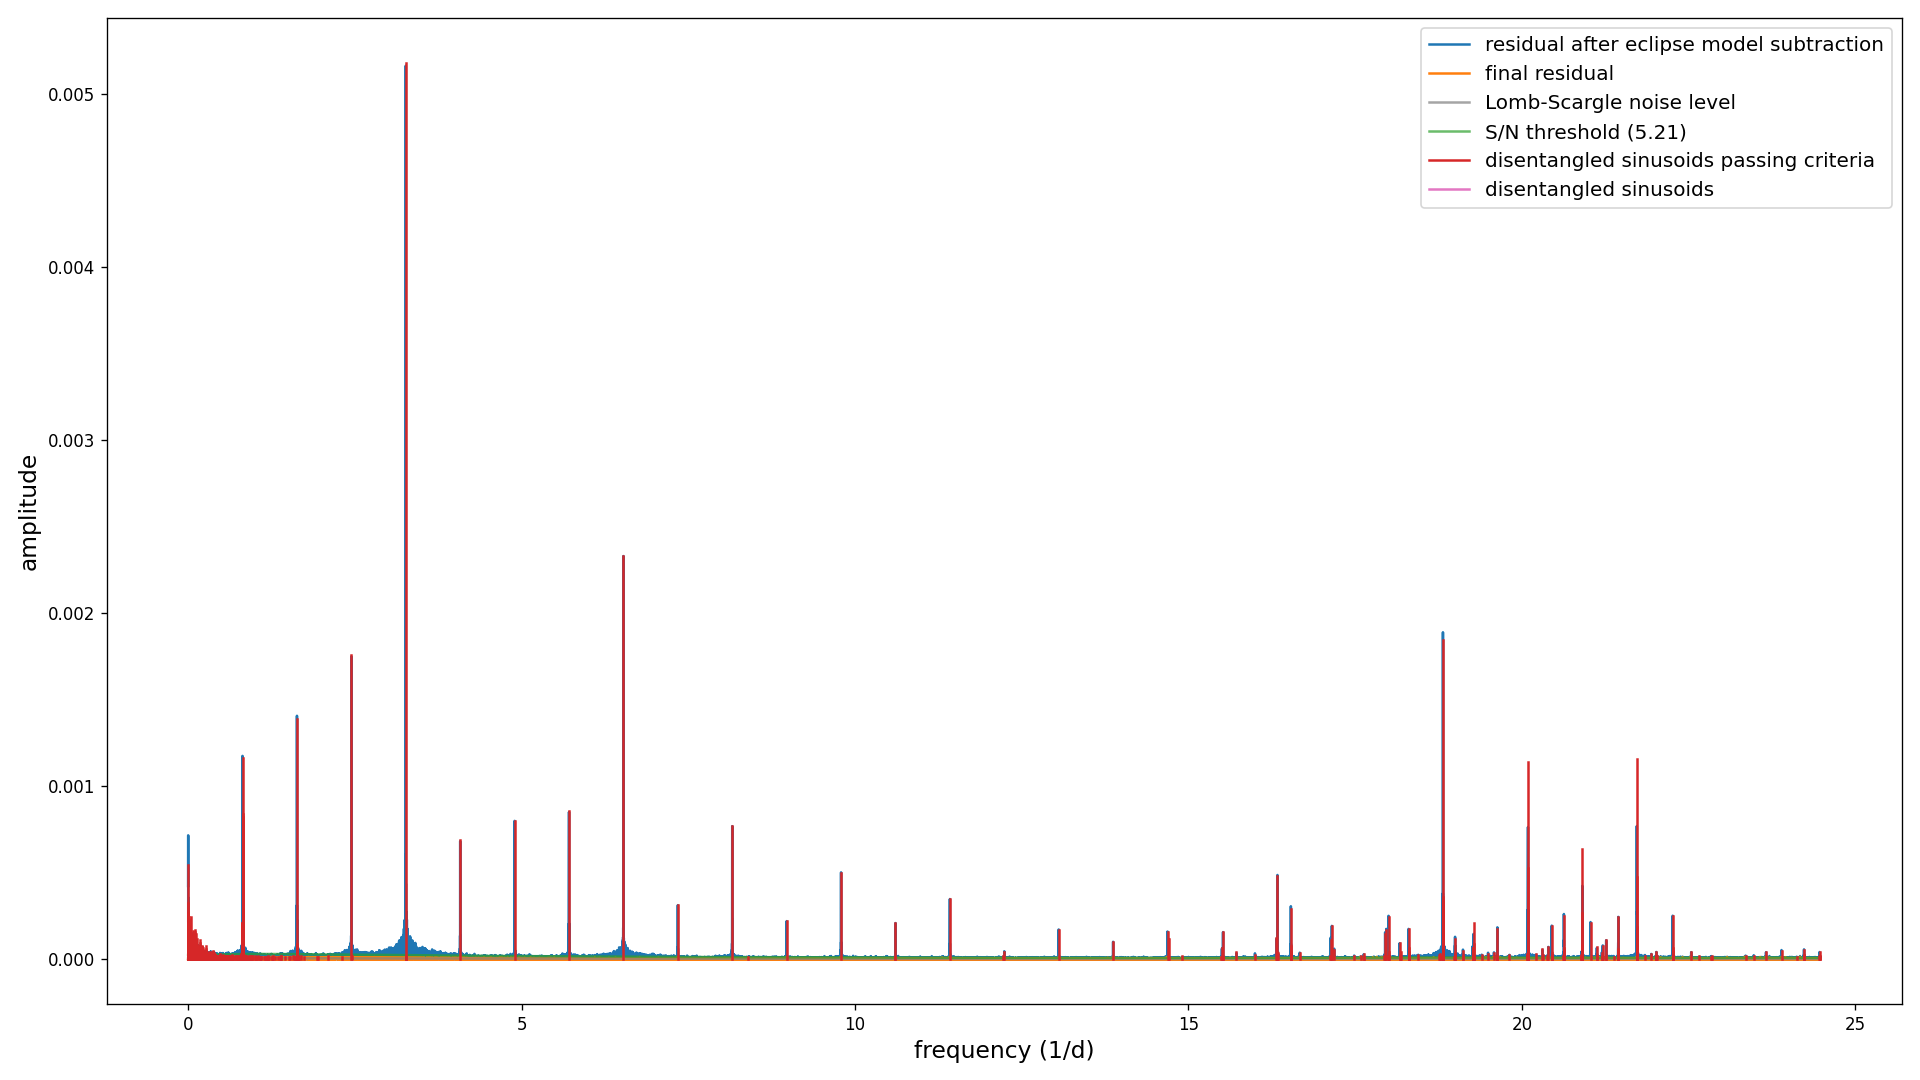 residual after eclipse model subtraction
final residual
Lomb-Scargle noise level
S/N threshold (5.21)
disentangled sinusoids passing criteria
disentangled sinusoids
0.005
0.004
0.003
0.002
0.001
0.000
amplitude
0 5 10 15 20 25
frequency (1/d)